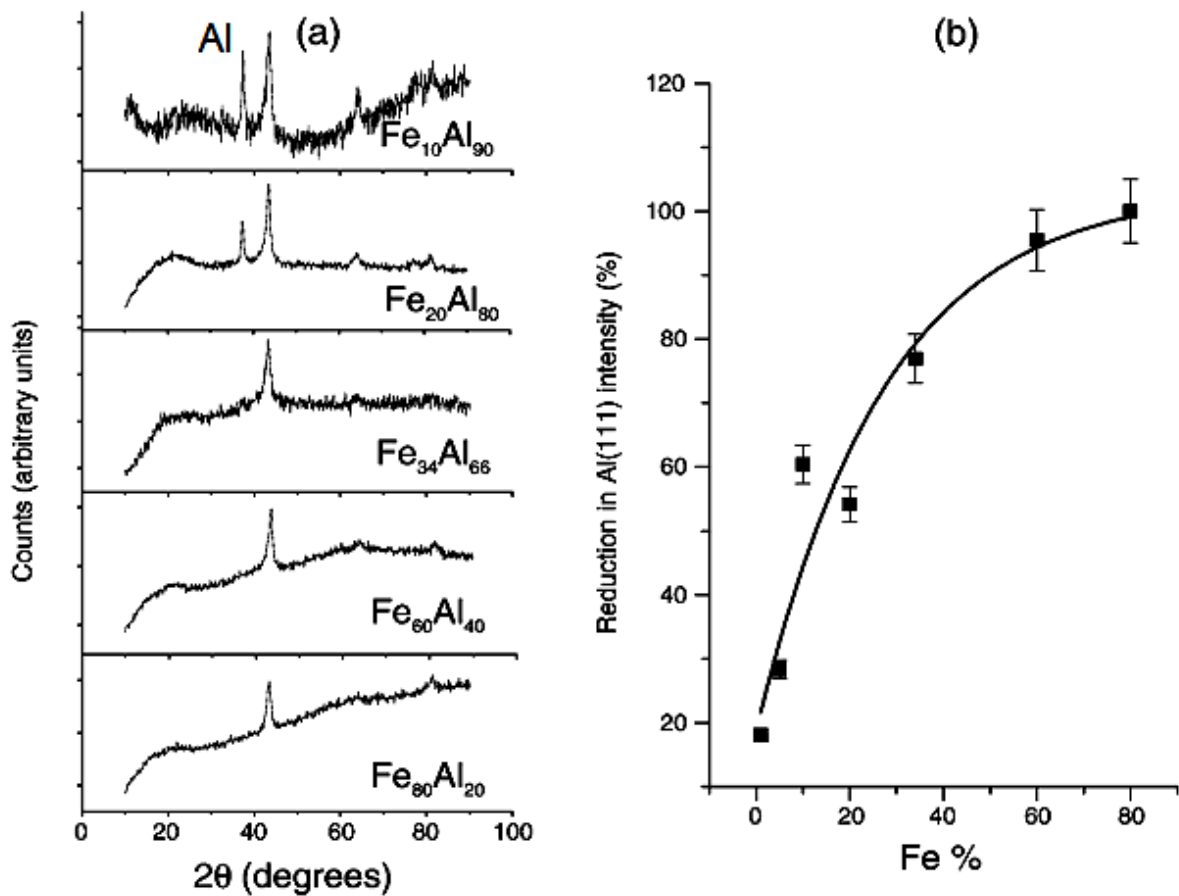 Al (a)
Fe₁₀Al₉₀
Fe₂₀Al₈₀
Fe₃₄Al₆₆
Fe₆₀Al₄₀
Fe₈₀Al₂₀
Counts (arbitrary units)
0 20 40 60 80 100
2θ (degrees)
(b)
Reduction in Al(111) intensity (%)
120
100
80
60
40
20
0 20 40 60 80
Fe %